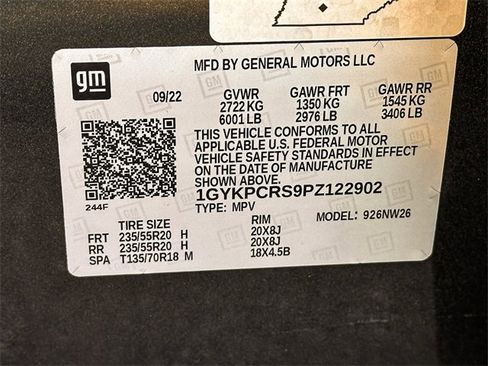 gm
MFD BY GENERAL MOTORS LLC
09/22 GVWR GAWR FRT GAWR RR
2722 KG 1350 KG 1545 KG
6001 LB 2976 LB 3406 LB
THIS VEHICLE CONFORMS TO ALL
APPLICABLE U.S. FEDERAL MOTOR
VEHICLE SAFETY STANDARDS IN EFFECT
ON THE DATE OF MANUFACTURE
SHOWN ABOVE.
1GYKPCRS9PZ122902
244F TYPE: MPV MODEL: 926NW26
TIRE SIZE RIM
FRT 235/55R20 H 20X8J
RR 235/55R20 H 20X8J
SPA T135/70R18 M 18X4.5B